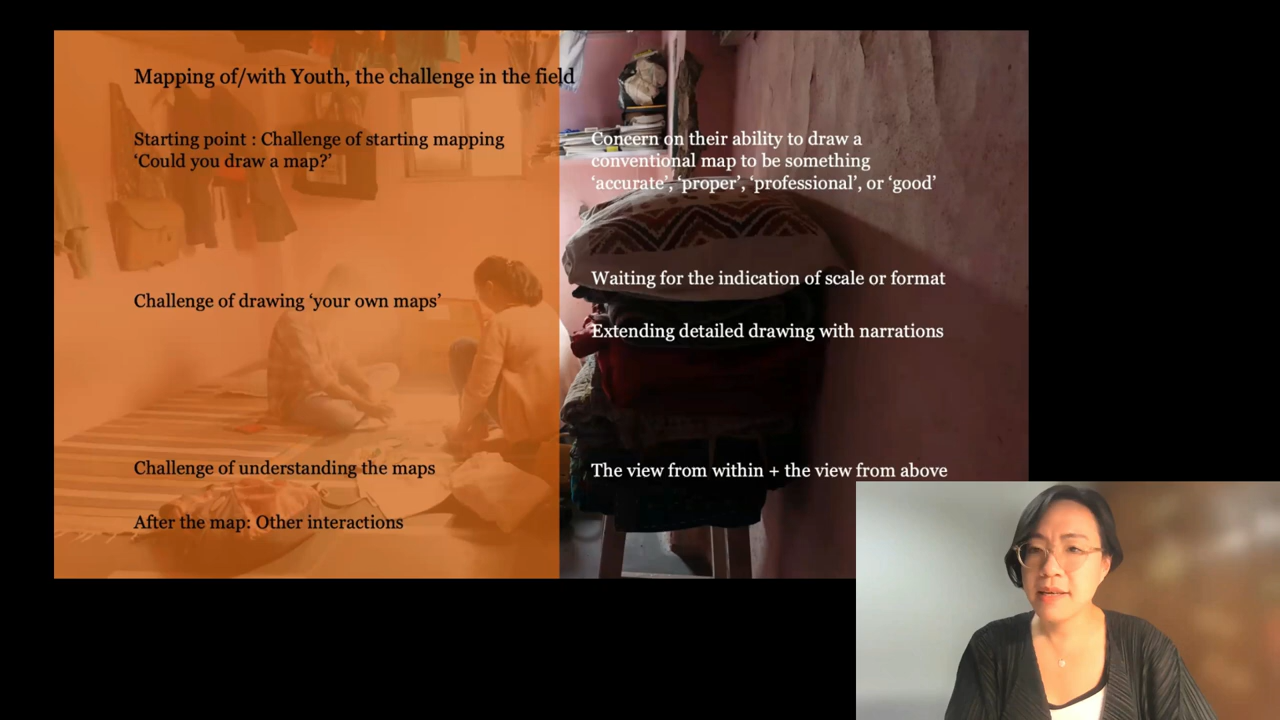 Mapping of/with Youth, the challenge in the field
Starting point : Challenge of starting mapping
‘Could you draw a map?’
Concern on their ability to draw a
conventional map to be something
‘accurate’, ‘proper’, ‘professional’, or ‘good’
Challenge of drawing ‘your own maps’
Waiting for the indication of scale or format
Extending detailed drawing with narrations
Challenge of understanding the maps
The view from within + the view from above
After the map: Other interactions